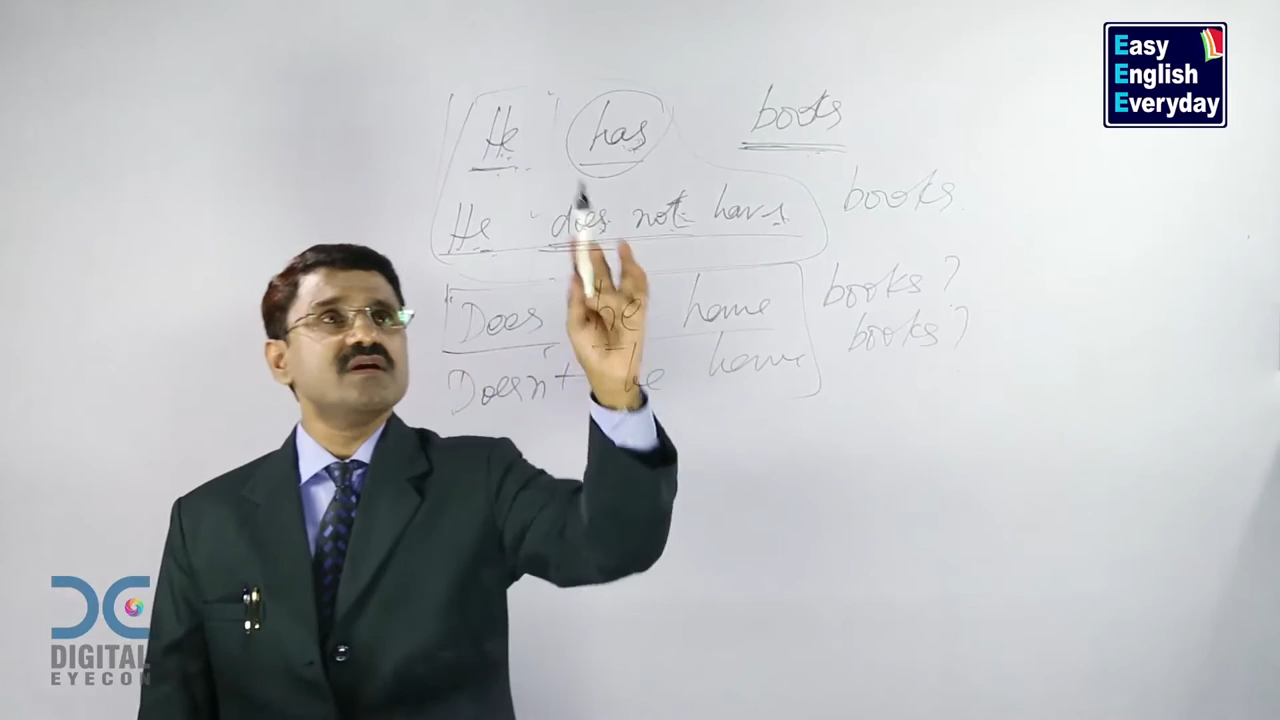 Easy
English
Everyday
He has books
He does not have books
Does he have books?
Doesn't he have books?
DC
DIGITAL
EYECON